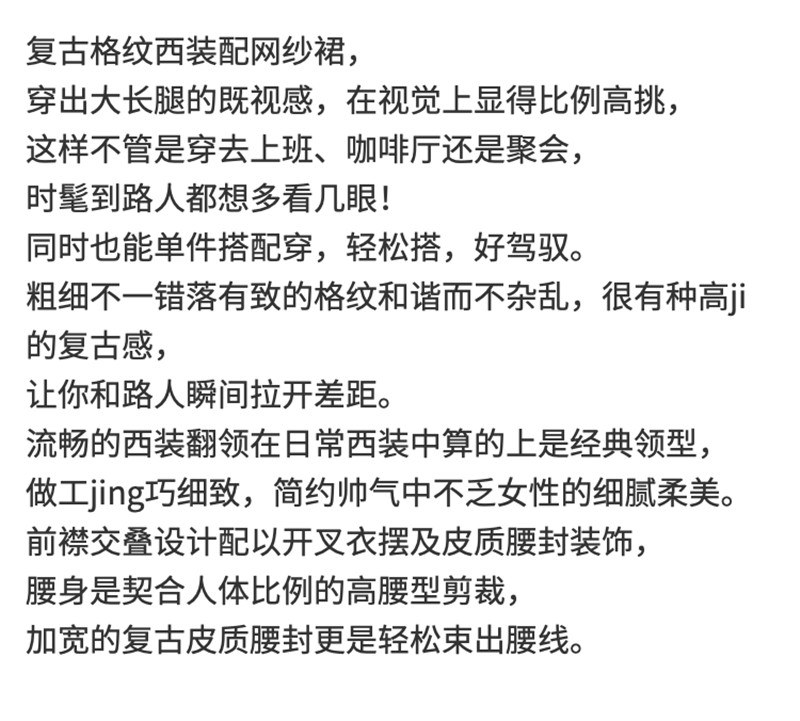 复古格纹西装配网纱裙，
穿出大长腿的既视感，在视觉上显得比例高挑，
这样不管是穿去上班、咖啡厅还是聚会，
时髦到路人都想多看几眼！
同时也能单件搭配穿，轻松搭，好驾驭。
粗细不一错落有致的格纹和谐而不杂乱，很有种高ji
的复古感，
让你和路人瞬间拉开差距。
流畅的西装翻领在日常西装中算的上是经典领型，
做工jing巧细致，简约帅气中不乏女性的细腻柔美。
前襟交叠设计配以开叉衣摆及皮质腰封装饰，
腰身是契合人体比例的高腰型剪裁，
加宽的复古皮质腰封更是轻松束出腰线。